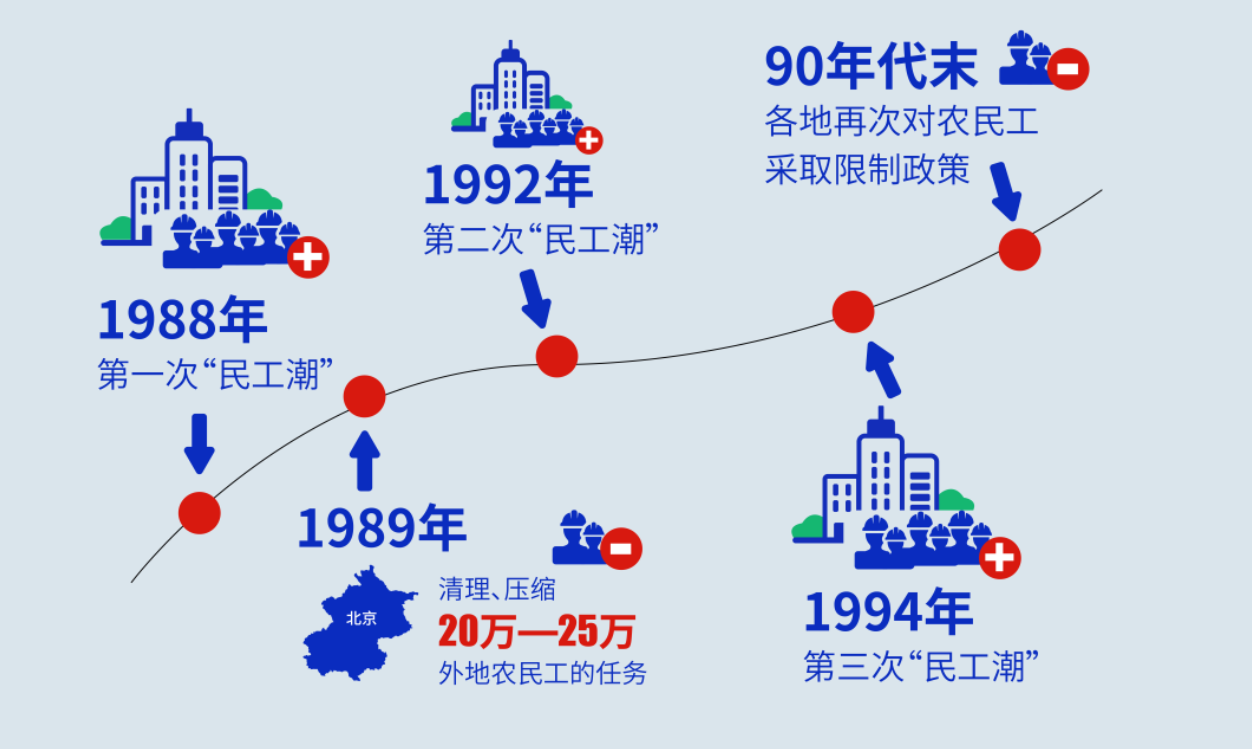 1988年
第一次“民工潮”
1989年
北京
清理、压缩
20万—25万
外地农民工的任务
1992年
第二次“民工潮”
1994年
第三次“民工潮”
90年代末
各地再次对农民工
采取限制政策